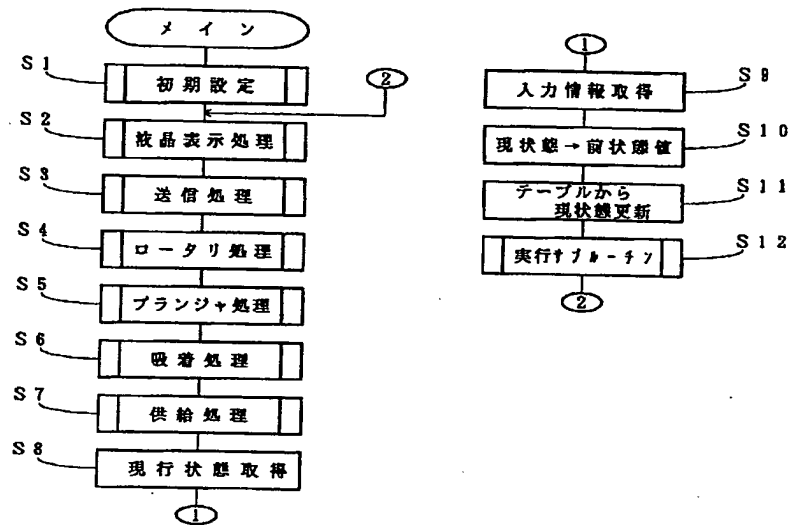 メイン
S1
初期設定
②
S2
液晶表示処理
S3
送信処理
S4
ロータリ処理
S5
プランジャ処理
S6
吸着処理
S7
供給処理
S8
現行状態取得
①
①
入力情報取得
S9
現状態→前状態値
S10
テーブルから
現状態更新
S11
実行サブルーチン
S12
②